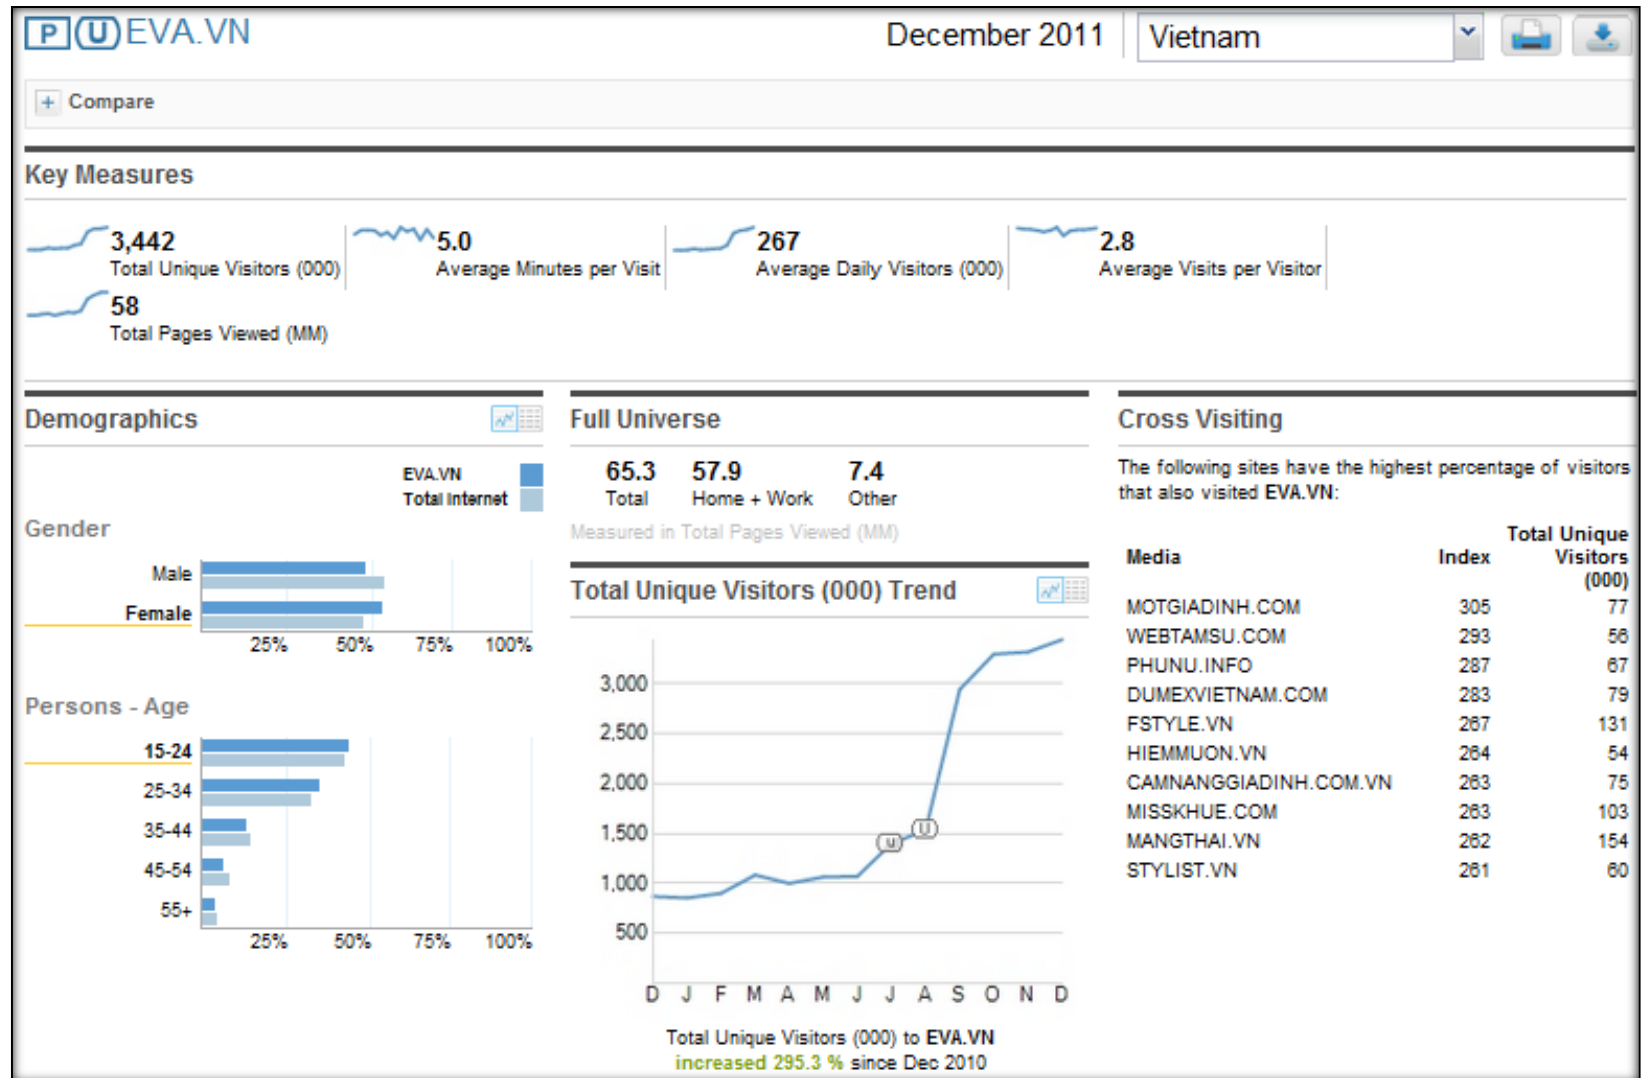 P U EVA.VN
December 2011
Vietnam
+ Compare
Key Measures
3,442
Total Unique Visitors (000)
5.0
Average Minutes per Visit
267
Average Daily Visitors (000)
2.8
Average Visits per Visitor
58
Total Pages Viewed (MM)
Demographics
EVA.VN
Total Internet
Gender
Male
Female
25% 50% 75% 100%
Persons - Age
15-24
25-34
35-44
45-54
55+
25% 50% 75% 100%
Full Universe
65.3 57.9 7.4
Total Home + Work Other
Measured in Total Pages Viewed (MM)
Total Unique Visitors (000) Trend
3,000
2,500
2,000
1,500
1,000
500
U U
D J F M A M J J A S O N D
Total Unique Visitors (000) to EVA.VN
increased 295.3 % since Dec 2010
Cross Visiting
The following sites have the highest percentage of visitors
that also visited EVA.VN:
Total Unique
Media Index Visitors
(000)
MOTGIADINH.COM 305 77
WEBTAMSU.COM 293 56
PHUNU.INFO 287 67
DUMEXVIETNAM.COM 283 79
FSTYLE.VN 267 131
HIEMMUON.VN 264 54
CAMNANGGIADINH.COM.VN 263 75
MISSKHUE.COM 263 103
MANGTHAI.VN 262 154
STYLIST.VN 261 60